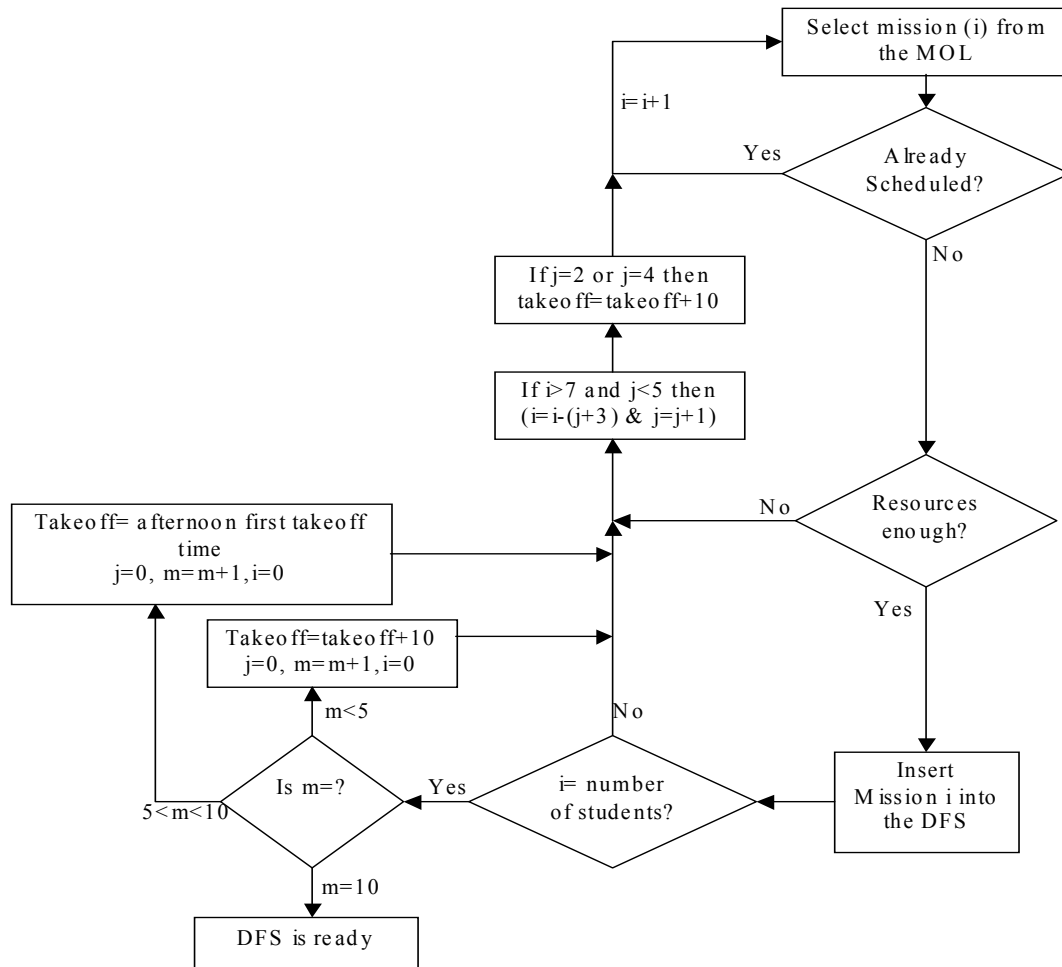 Select mission (i) from
the MOL
i=i+1
Yes
Already
Scheduled?
No
If j=2 or j=4 then
takeoff=takeoff+10
If i>7 and j<5 then
(i=i-(j+3) & j=j+1)
No
Resources
enough?
Takeoff= afternoon first takeoff
time
j=0, m=m+1,i=0
Yes
Takeoff=takeoff+10
j=0, m=m+1,i=0
m<5
No
Is m=?
Yes
i= number
of students?
Insert
Mission i into
the DFS
5<m<10
m=10
DFS is ready